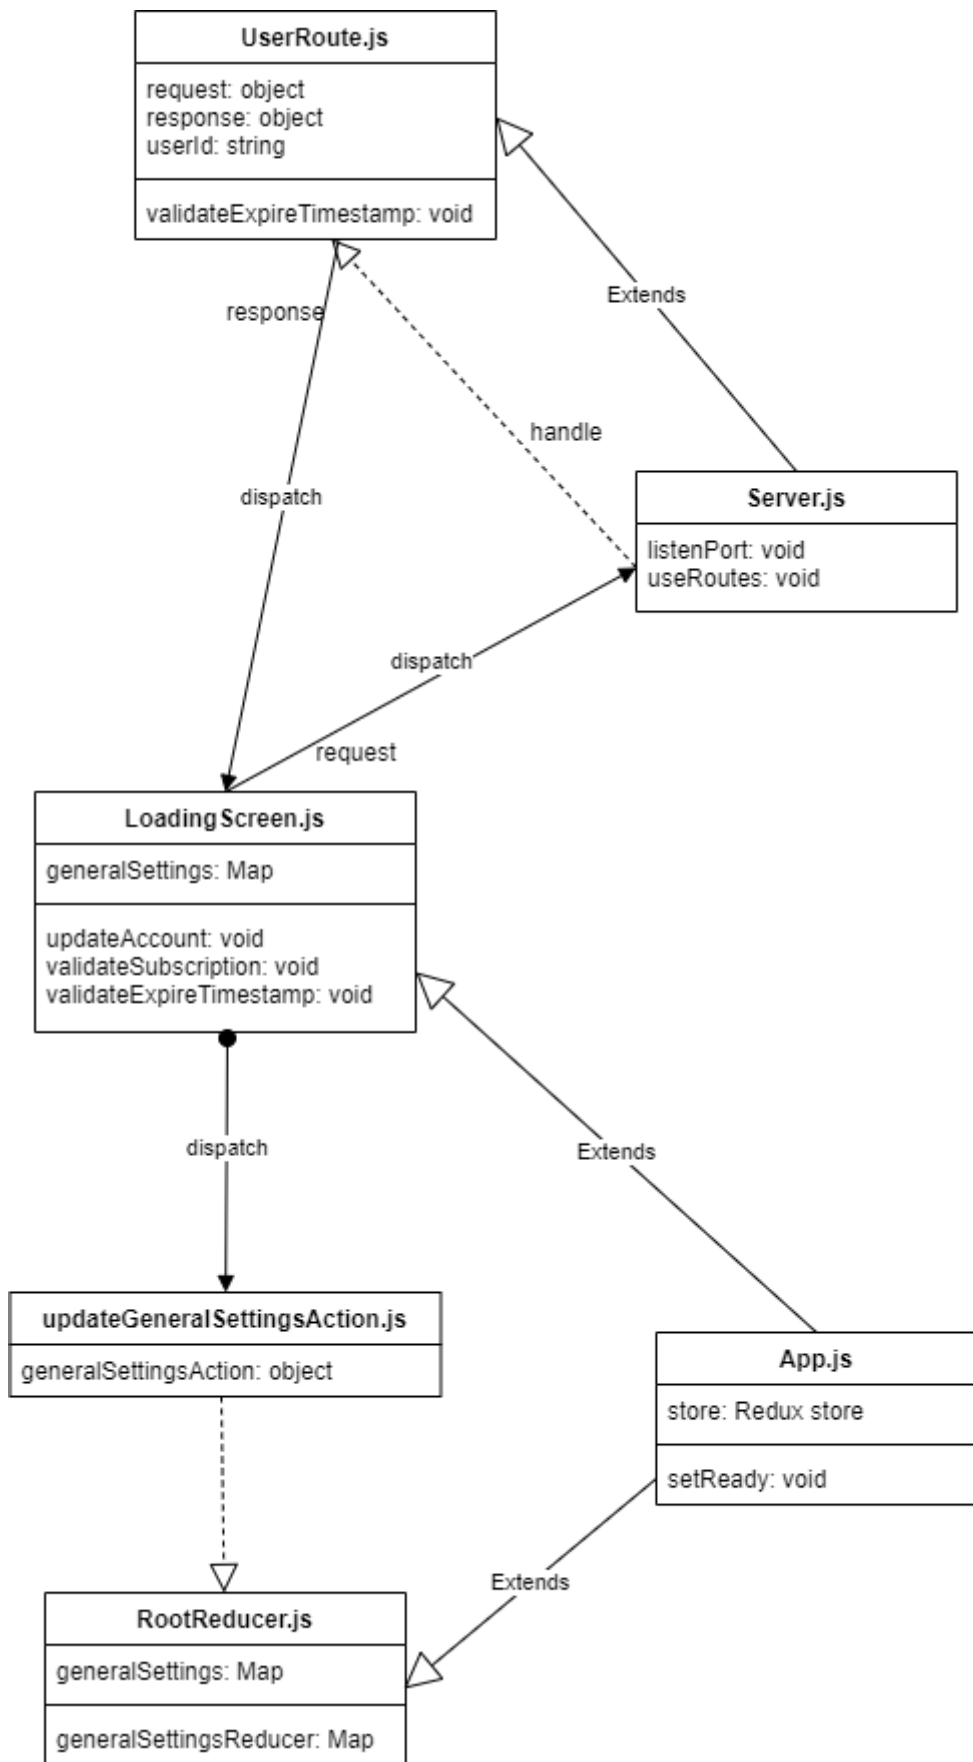 UserRoute.js
request: object
response: object
userId: string
validateExpireTimestamp: void
Extends
response
handle
dispatch
Server.js
listenPort: void
useRoutes: void
dispatch
request
LoadingScreen.js
generalSettings: Map
updateAccount: void
validateSubscription: void
validateExpireTimestamp: void
dispatch
Extends
updateGeneralSettingsAction.js
generalSettingsAction: object
App.js
store: Redux store
setReady: void
Extends
RootReducer.js
generalSettings: Map
generalSettingsReducer: Map